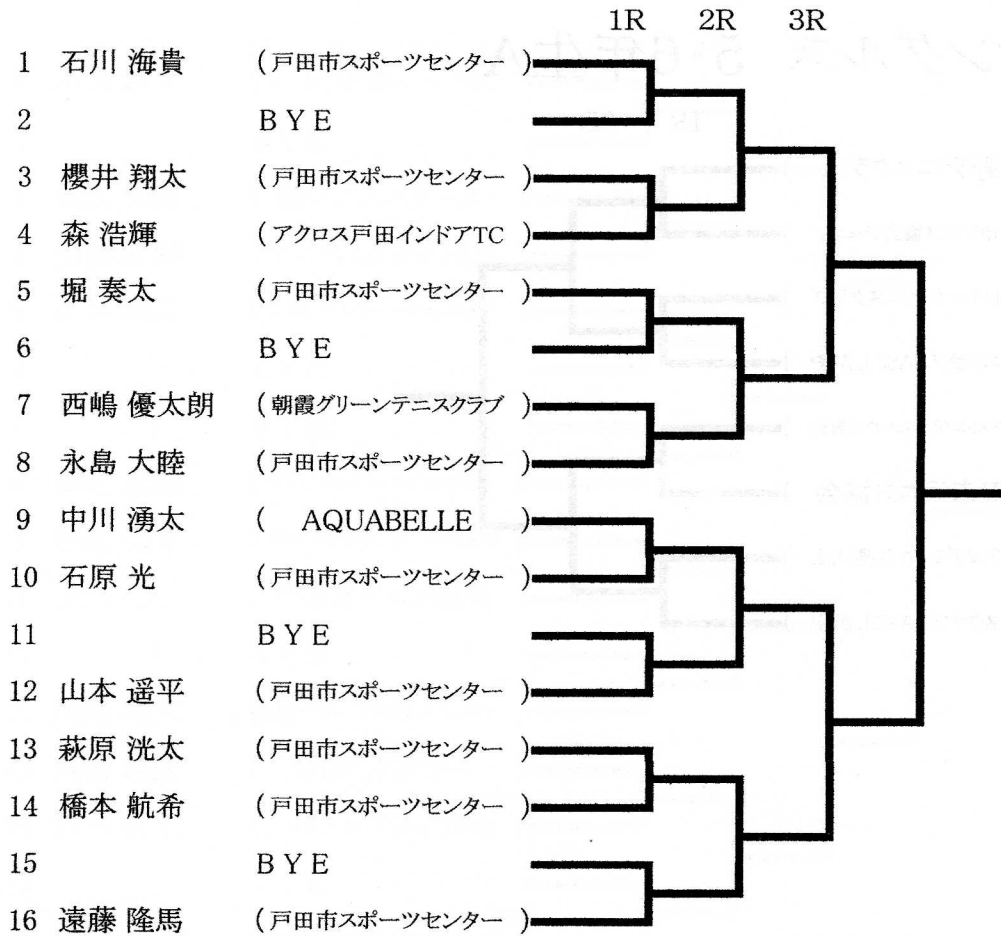 1R 2R 3R
1 石川 海貴 (戸田市スポーツセンター)
2 BYE
3 櫻井 翔太 (戸田市スポーツセンター)
4 森 浩輝 (アクロス戸田インドアTC)
5 堀 奏太 (戸田市スポーツセンター)
6 BYE
7 西嶋 優太朗 (朝霞グリーンテニスクラブ)
8 永島 大睦 (戸田市スポーツセンター)
9 中川 湧太 (AQUABELLE)
10 石原 光 (戸田市スポーツセンター)
11 BYE
12 山本 遥平 (戸田市スポーツセンター)
13 萩原 洸太 (戸田市スポーツセンター)
14 橋本 航希 (戸田市スポーツセンター)
15 BYE
16 遠藤 隆馬 (戸田市スポーツセンター)